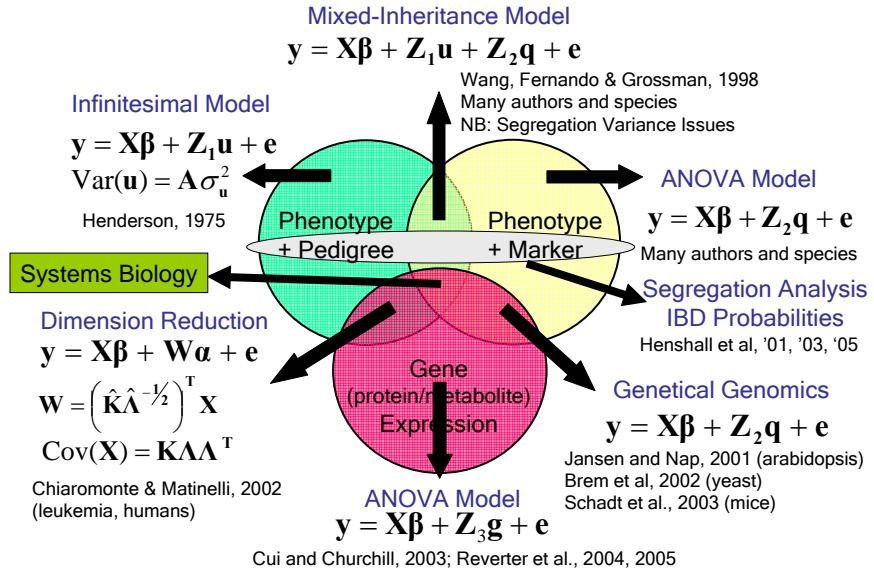 Mixed-Inheritance Model
y = Xβ + Z₁u + Z₂q + e
Wang, Fernando & Grossman, 1998
Many authors and species
NB: Segregation Variance Issues
Infinitesimal Model
y = Xβ + Z₁u + e
Var(u) = Aσ²ᵤ
Henderson, 1975
Phenotype
+ Pedigree
Phenotype
+ Marker
ANOVA Model
y = Xβ + Z₂q + e
Many authors and species
Systems Biology
Segregation Analysis
IBD Probabilities
Henshall et al, '01, '03, '05
Dimension Reduction
y = Xβ + Wα + e
W = (K̂Λ̂^(-1/2))ᵀ X
Cov(X) = KΛΛᵀ
Chiaromonte & Matinelli, 2002
(leukemia, humans)
Gene
(protein/metabolite)
Expression
Genetical Genomics
y = Xβ + Z₂q + e
Jansen and Nap, 2001 (arabidopsis)
Brem et al, 2002 (yeast)
Schadt et al., 2003 (mice)
ANOVA Model
y = Xβ + Z₃g + e
Cui and Churchill, 2003; Reverter et al., 2004, 2005